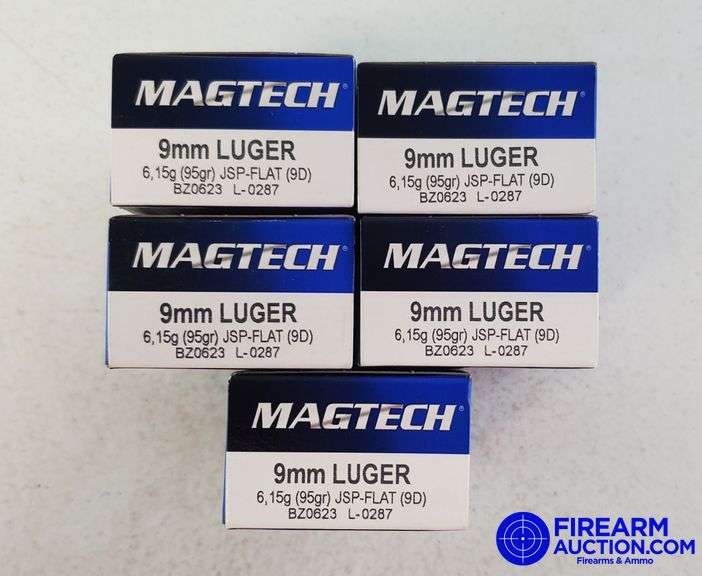 MAGTECH®
9mm LUGER
6,15g (95gr) JSP-FLAT (9D)
BZ0623 L-0287
MAGTECH®
9mm LUGER
6,15g (95gr) JSP-FLAT (9D)
BZ0623 L-0287
MAGTECH®
9mm LUGER
6,15g (95gr) JSP-FLAT (9D)
BZ0623 L-0287
MAGTECH®
9mm LUGER
6,15g (95gr) JSP-FLAT (9D)
BZ0623 L-0287
MAGTECH®
9mm LUGER
6,15g (95gr) JSP-FLAT (9D)
BZ0623 L-0287
FIREARM
AUCTION.COM
Firearms & Ammo